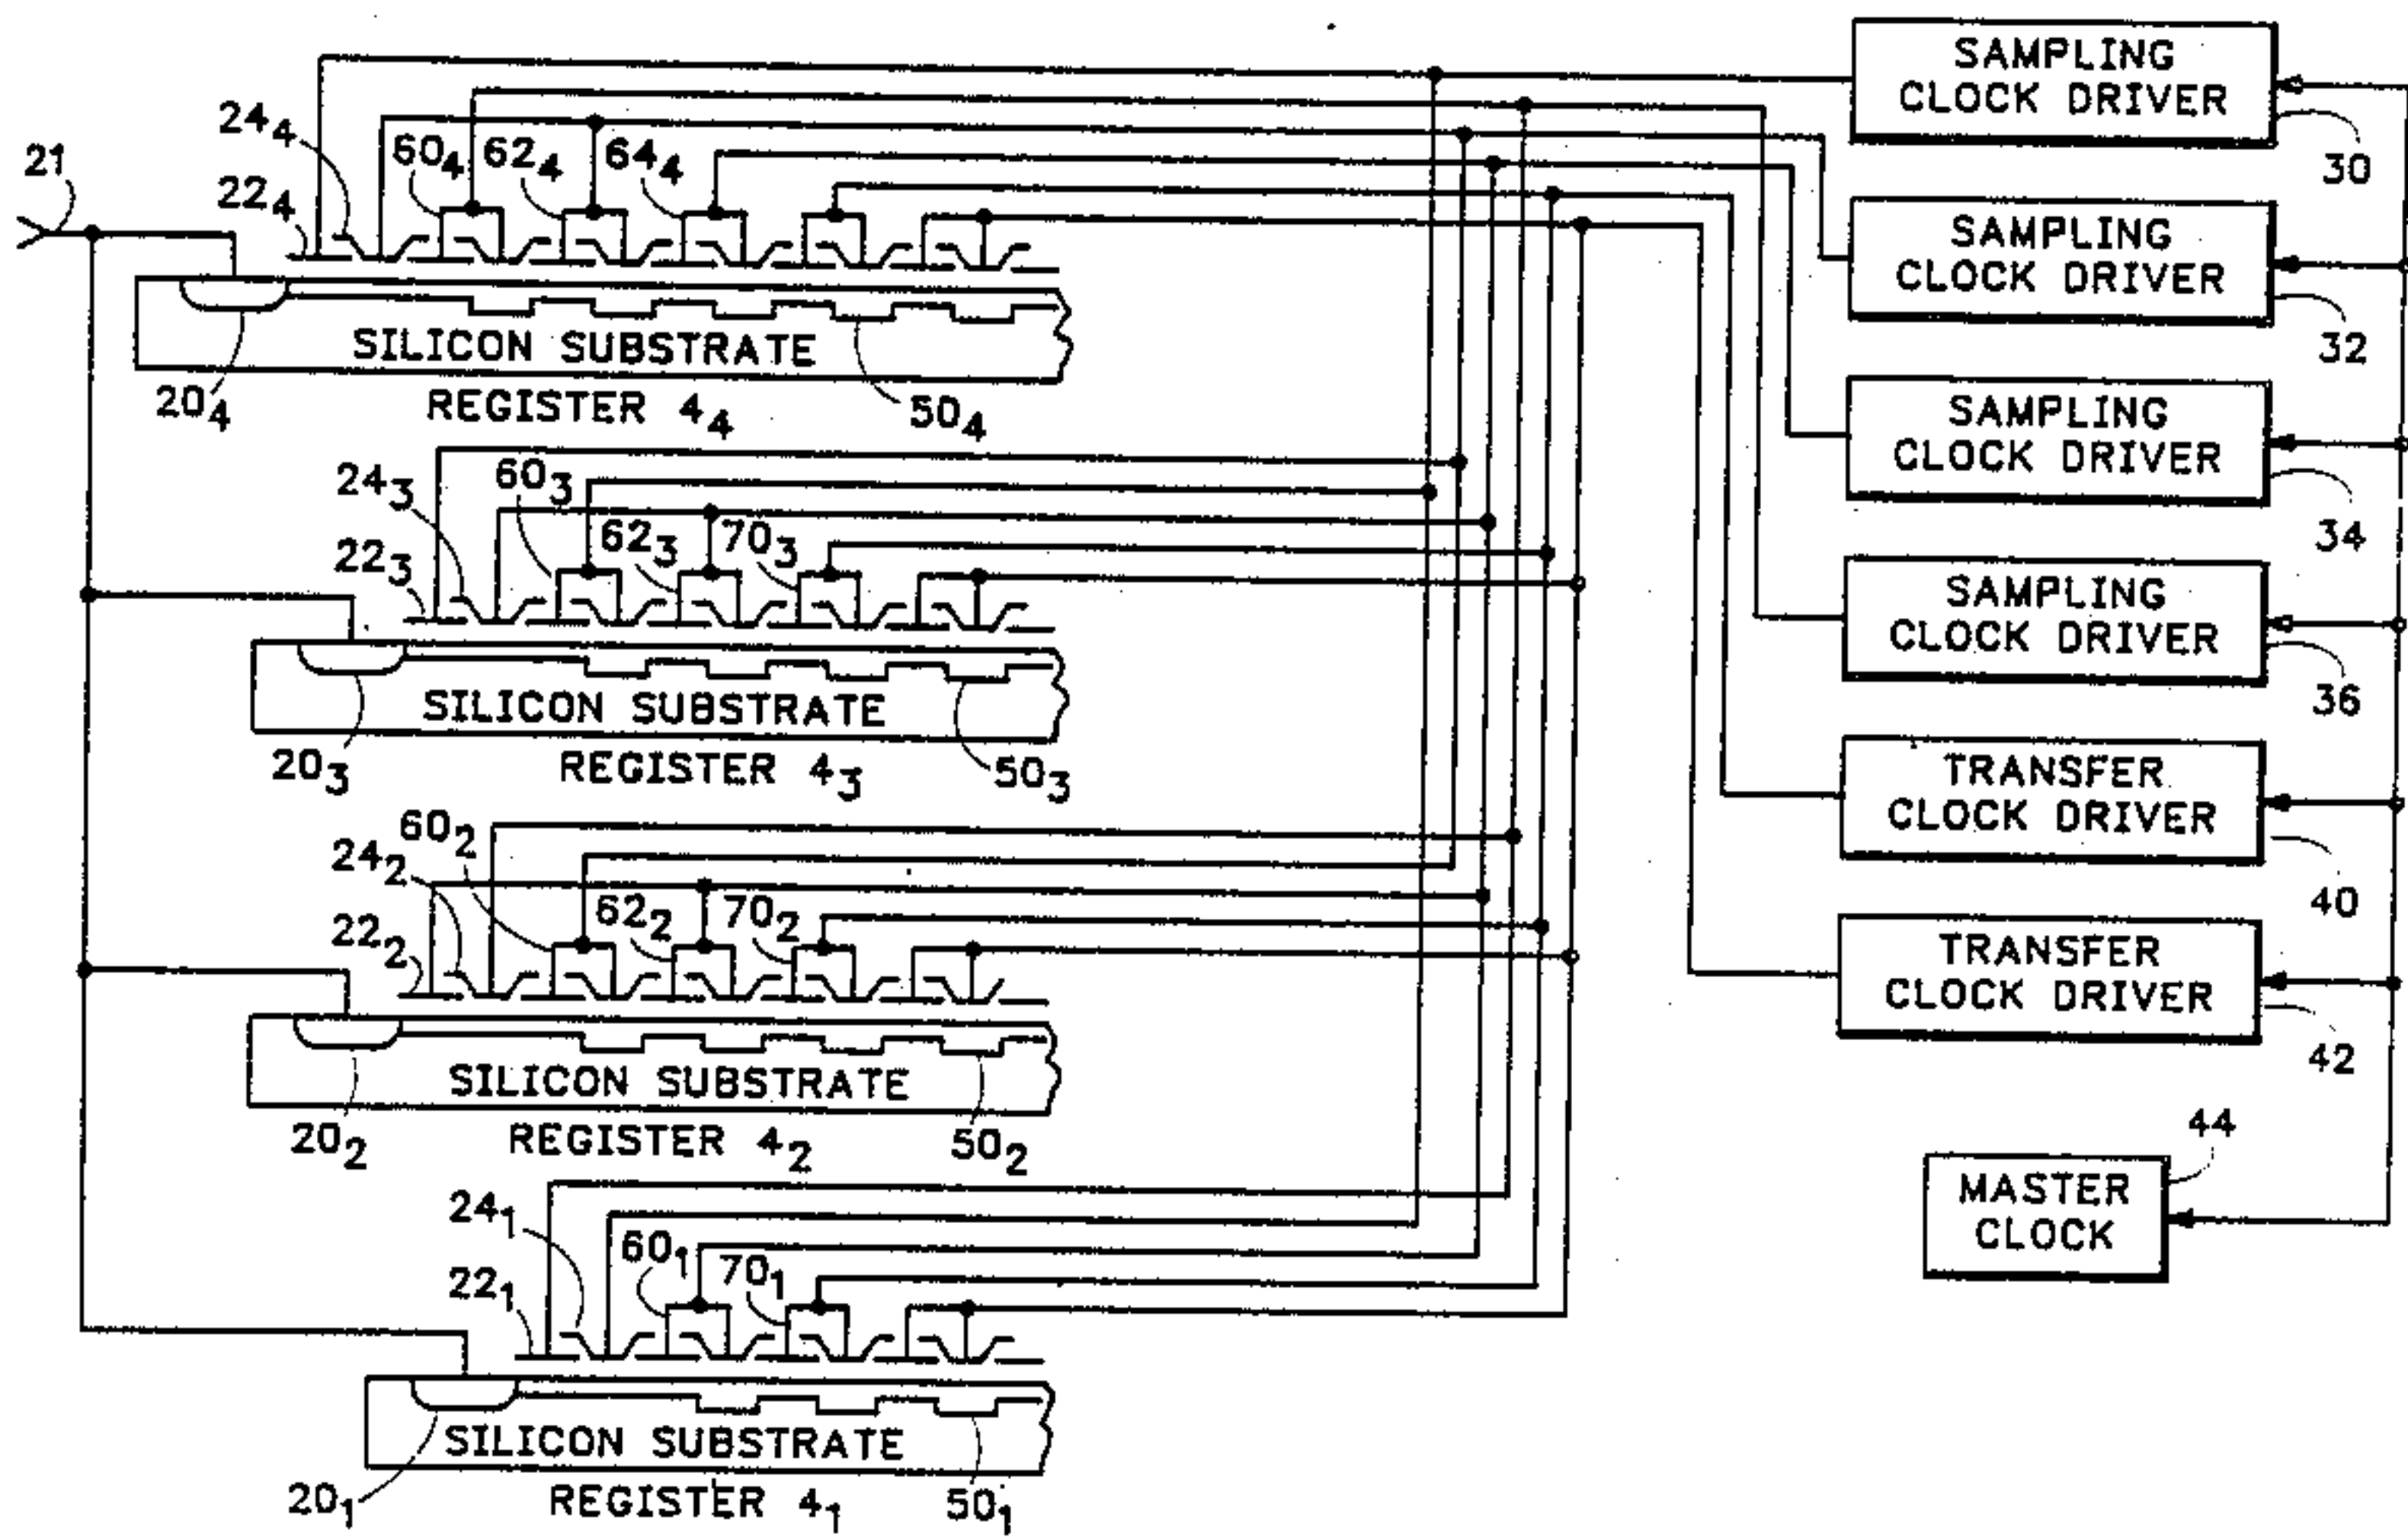 21
24₄
22₄
60₄
62₄
64₄
SILICON SUBSTRATE
20₄
REGISTER 4₄
50₄
24₃
22₃
60₃
62₃
70₃
SILICON SUBSTRATE
20₃
REGISTER 4₃
50₃
60₂
24₂
22₂
62₂
70₂
SILICON SUBSTRATE
20₂
REGISTER 4₂
50₂
24₁
22₁
60₁
70₁
SILICON SUBSTRATE
20₁
REGISTER 4₁
50₁
SAMPLING
CLOCK DRIVER
30
SAMPLING
CLOCK DRIVER
32
SAMPLING
CLOCK DRIVER
34
SAMPLING
CLOCK DRIVER
36
TRANSFER
CLOCK DRIVER
40
TRANSFER
CLOCK DRIVER
42
44
MASTER
CLOCK